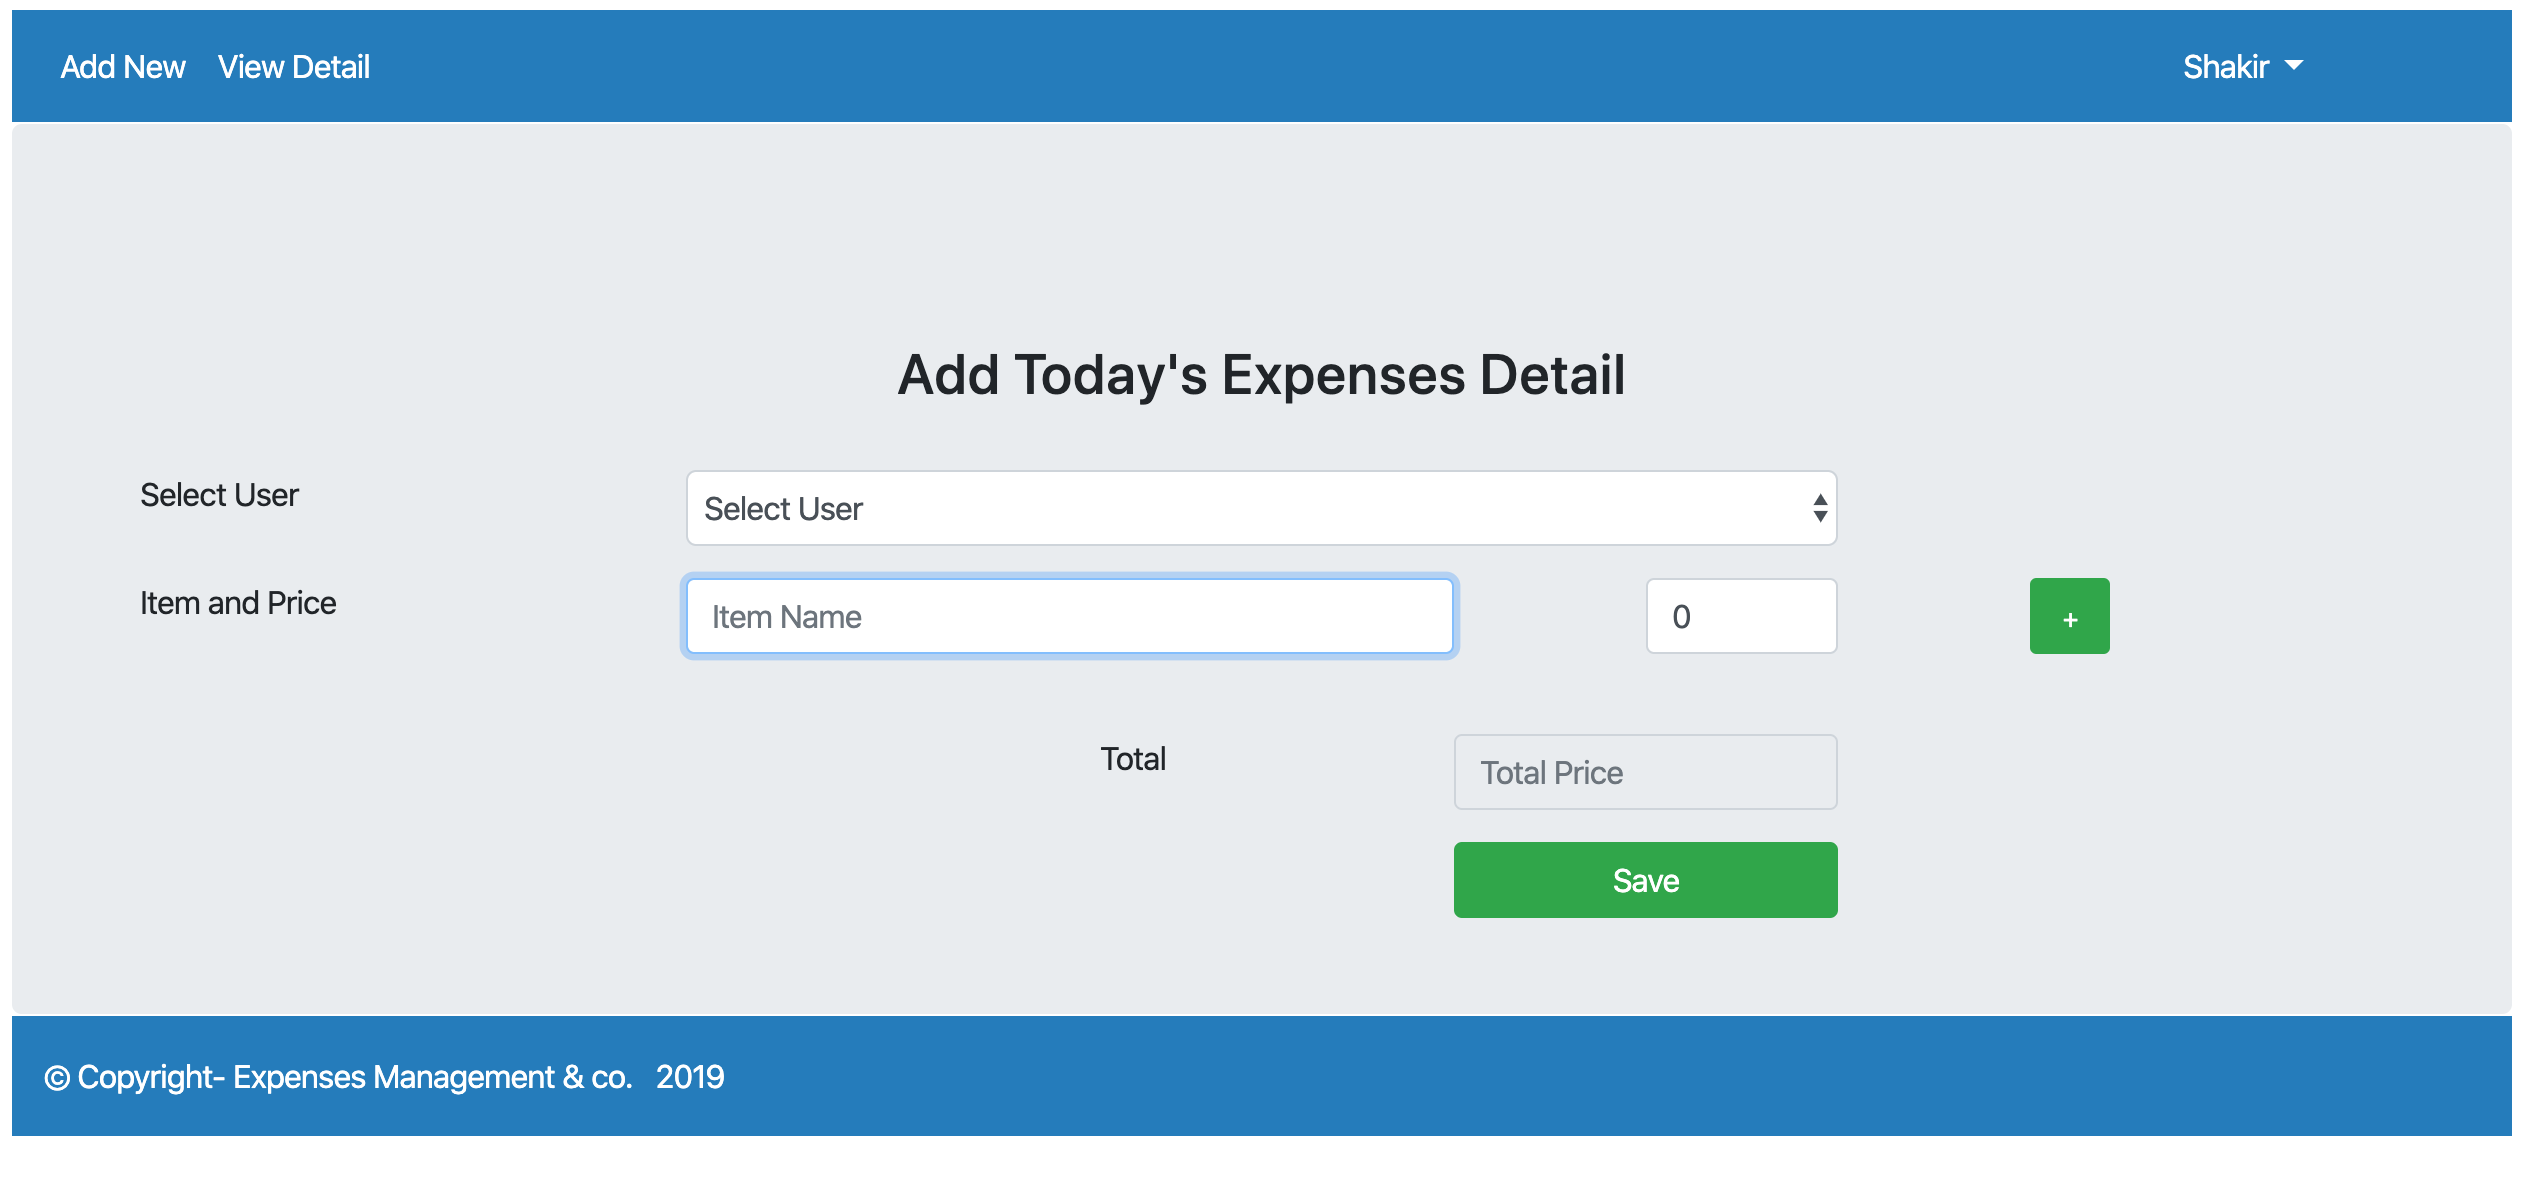 Add New View Detail Shakir
Add Today's Expenses Detail
Select User Select User
Item and Price Item Name 0 +
Total Total Price
Save
© Copyright- Expenses Management & co. 2019